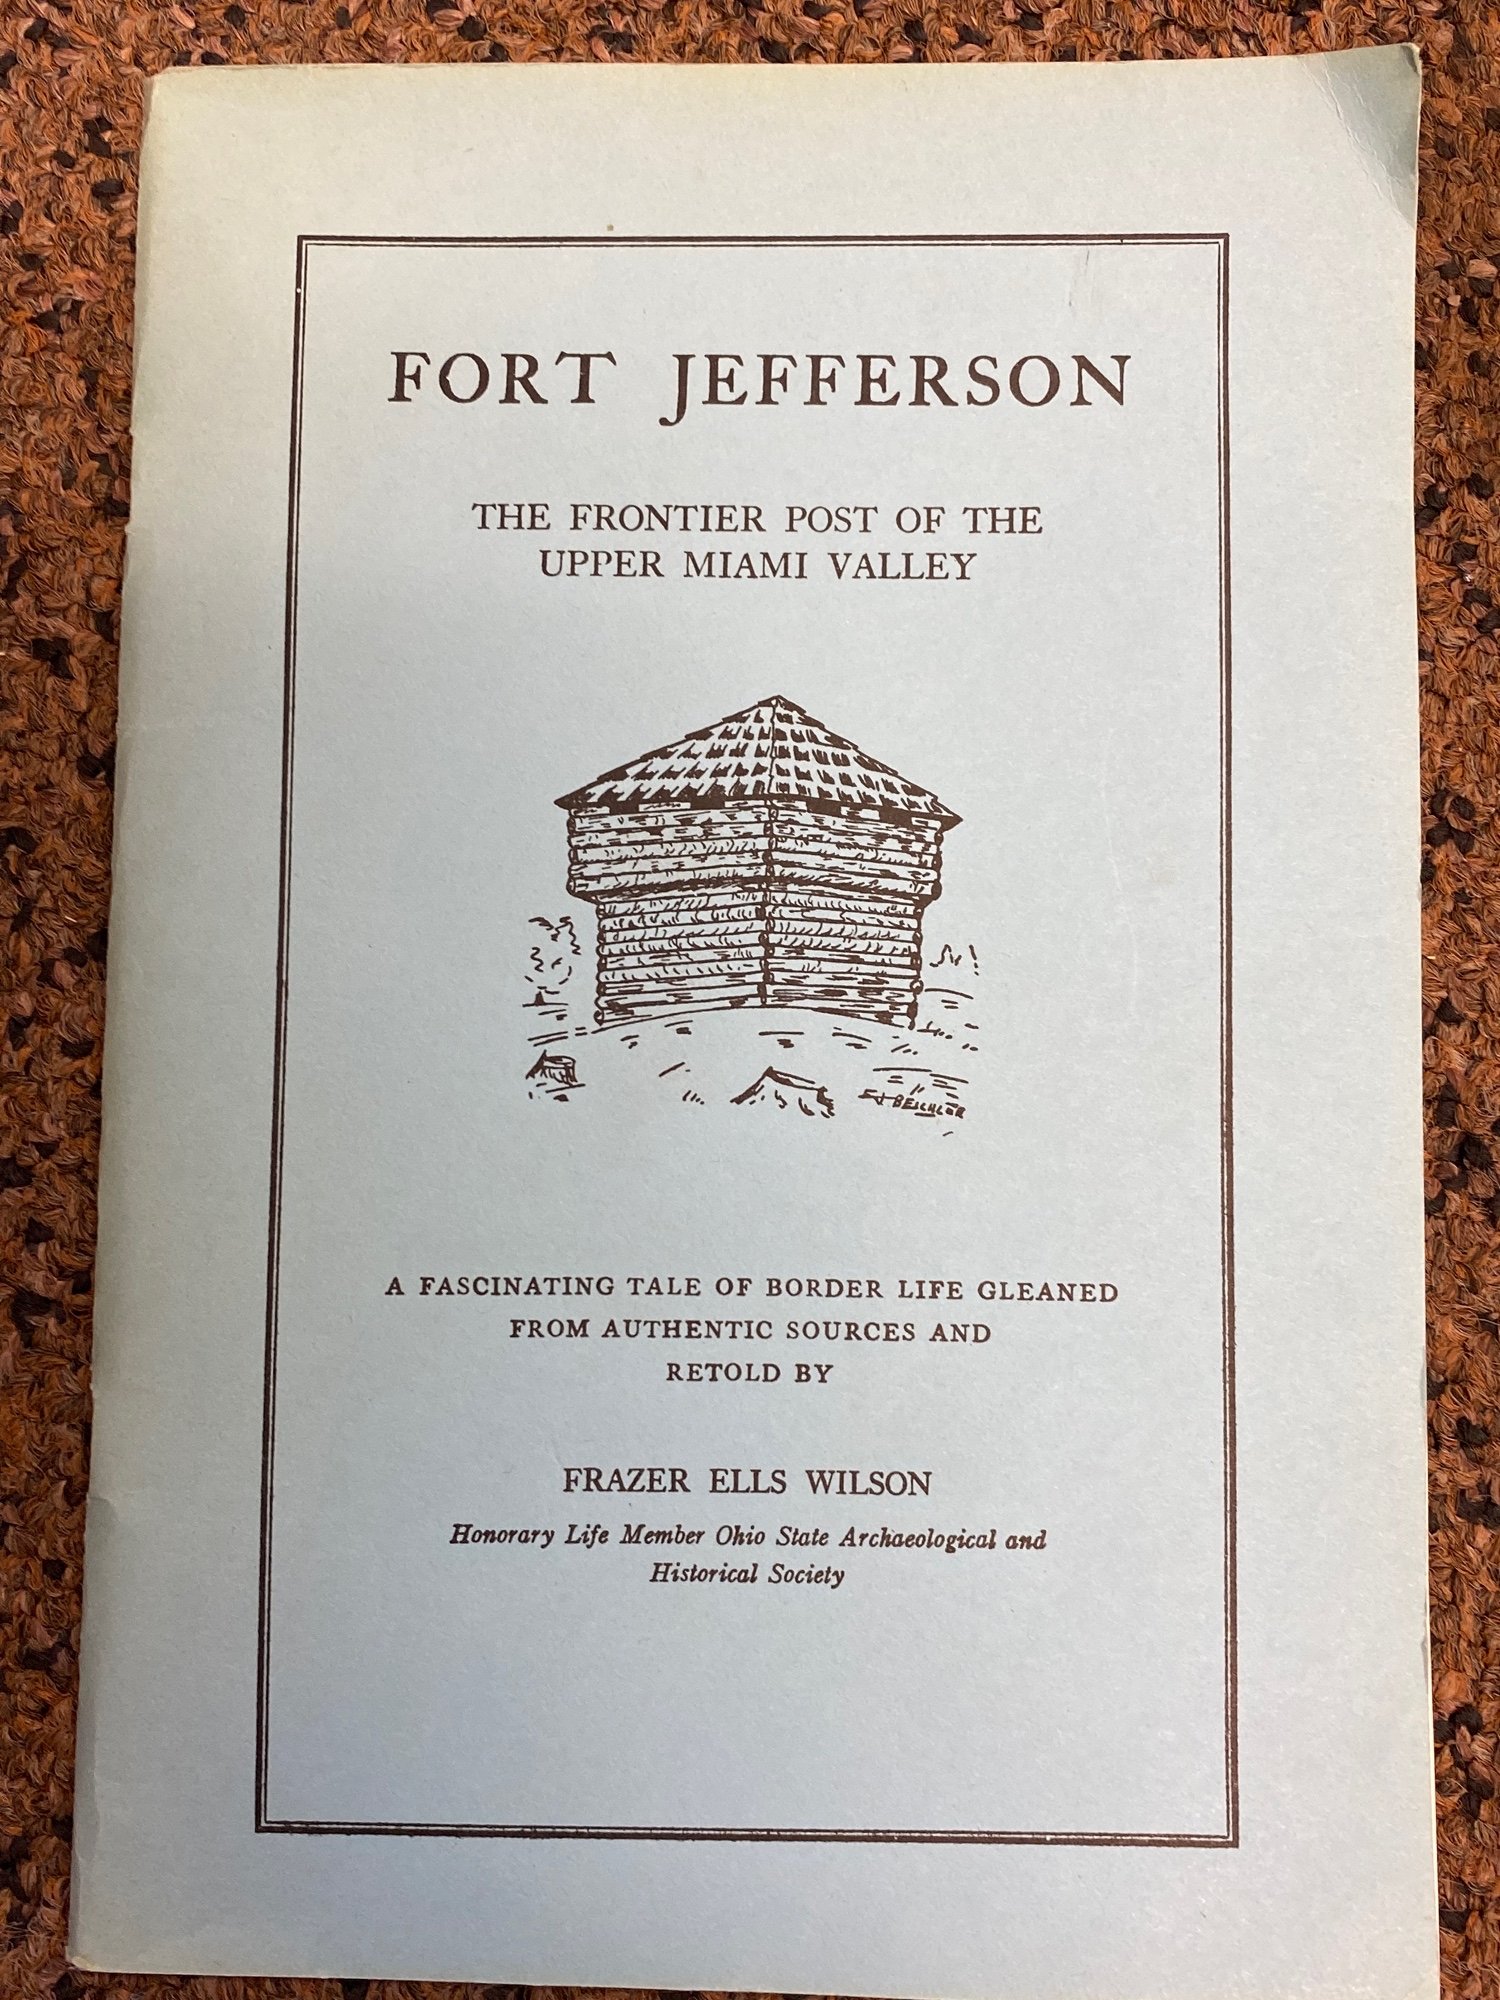 FORT JEFFERSON
THE FRONTIER POST OF THE
UPPER MIAMI VALLEY
E J BESCHLER
A FASCINATING TALE OF BORDER LIFE GLEANED
FROM AUTHENTIC SOURCES AND
RETOLD BY
FRAZER ELLS WILSON
Honorary Life Member Ohio State Archaeological and
Historical Society